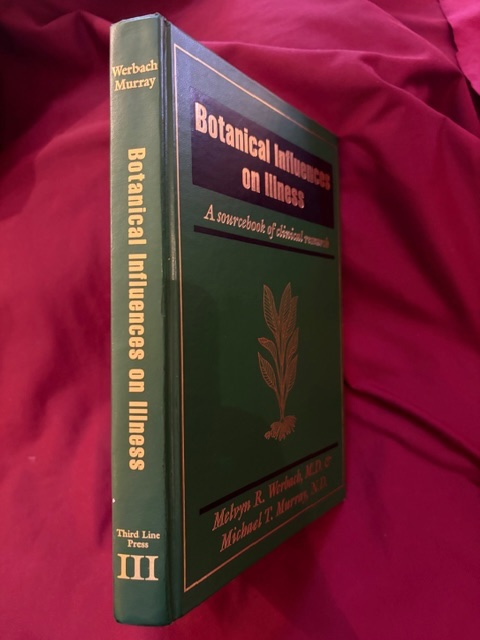 Werbach
Murray
Botanical Influences on Illness
Third Line
Press
III
Botanical Influences
on Illness
A sourcebook of clinical research
Melvyn R. Werbach, M.D. &
Michael T. Murray, N.D.